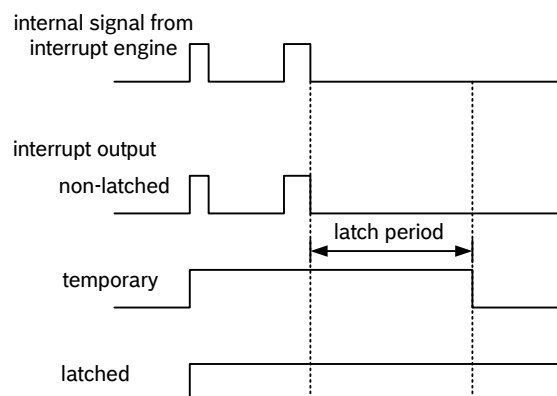 internal signal from
interrupt engine
interrupt output
non-latched
latch period
temporary
latched